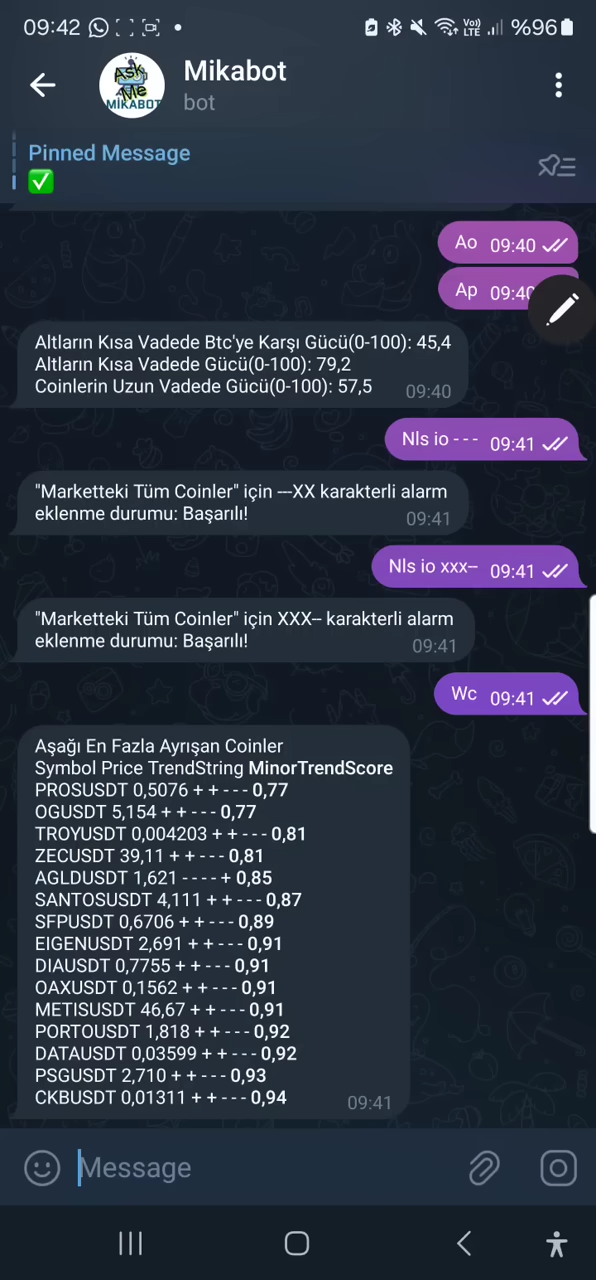 09:42 Vo) LTE %96
Ask Me MİKABOT
Mikabot
bot
Pinned Message
Ao 09:40
Ap 09:40
Altların Kısa Vadede Btc'ye Karşı Gücü(0-100): 45,4
Altların Kısa Vadede Gücü(0-100): 79,2
Coinlerin Uzun Vadede Gücü(0-100): 57,5 09:40
Nls io - - - 09:41
"Marketteki Tüm Coinler" için ---XX karakterli alarm
eklenme durumu: Başarılı! 09:41
Nls io xxx-- 09:41
"Marketteki Tüm Coinler" için XXX-- karakterli alarm
eklenme durumu: Başarılı! 09:41
Wc 09:41
Aşağı En Fazla Ayrışan Coinler
Symbol Price TrendString MinorTrendScore
PROSUSDT 0,5076 + + - - - 0,77
OGUSDT 5,154 + + - - - 0,77
TROYUSDT 0,004203 + + - - - 0,81
ZECUSDT 39,11 + + - - - 0,81
AGLDUSDT 1,621 - - - - + 0,85
SANTOSUSDT 4,111 + + - - - 0,87
SFPUSDT 0,6706 + + - - - 0,89
EIGENUSDT 2,691 + + - - - 0,91
DIAUSDT 0,7755 + + - - - 0,91
OAXUSDT 0,1562 + + - - - 0,91
METISUSDT 46,67 + + - - - 0,91
PORTOUSDT 1,818 + + - - - 0,92
DATAUSDT 0,03599 + + - - - 0,92
PSGUSDT 2,710 + + - - - 0,93
CKBUSDT 0,01311 + + - - - 0,94 09:41
Message